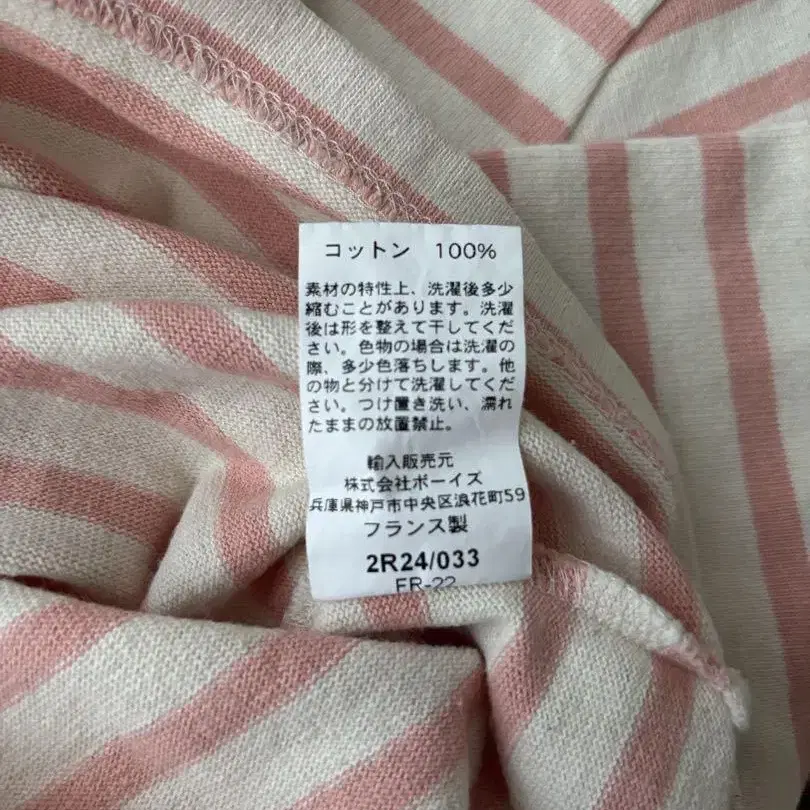 コットン 100%
素材の特性上、洗濯後多少
縮むことがあります。洗濯
後は形を整えて干してくだ
さい。色物の場合は洗濯の
際、多少色落ちします。他
の物と分けて洗濯してくだ
さい。つけ置き洗い、濡れ
たままの放置禁止。
輸入販売元
株式会社ボーイズ
兵庫県神戸市中央区浪花町59
フランス製
2R24/033
FR-22